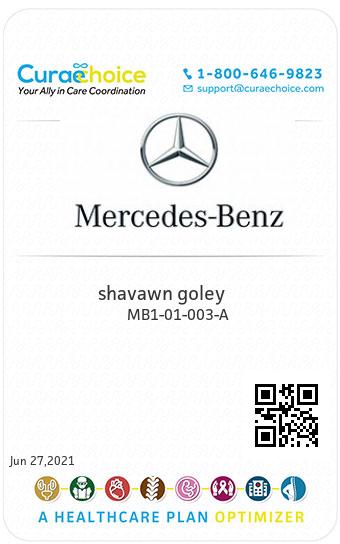 Curaechoice
Your Ally in Care Coordination
1-800-646-9823
support@curaechoice.com
Mercedes-Benz
shavawn goley
MB1-01-003-A
Jun 27,2021
A HEALTHCARE PLAN OPTIMIZER